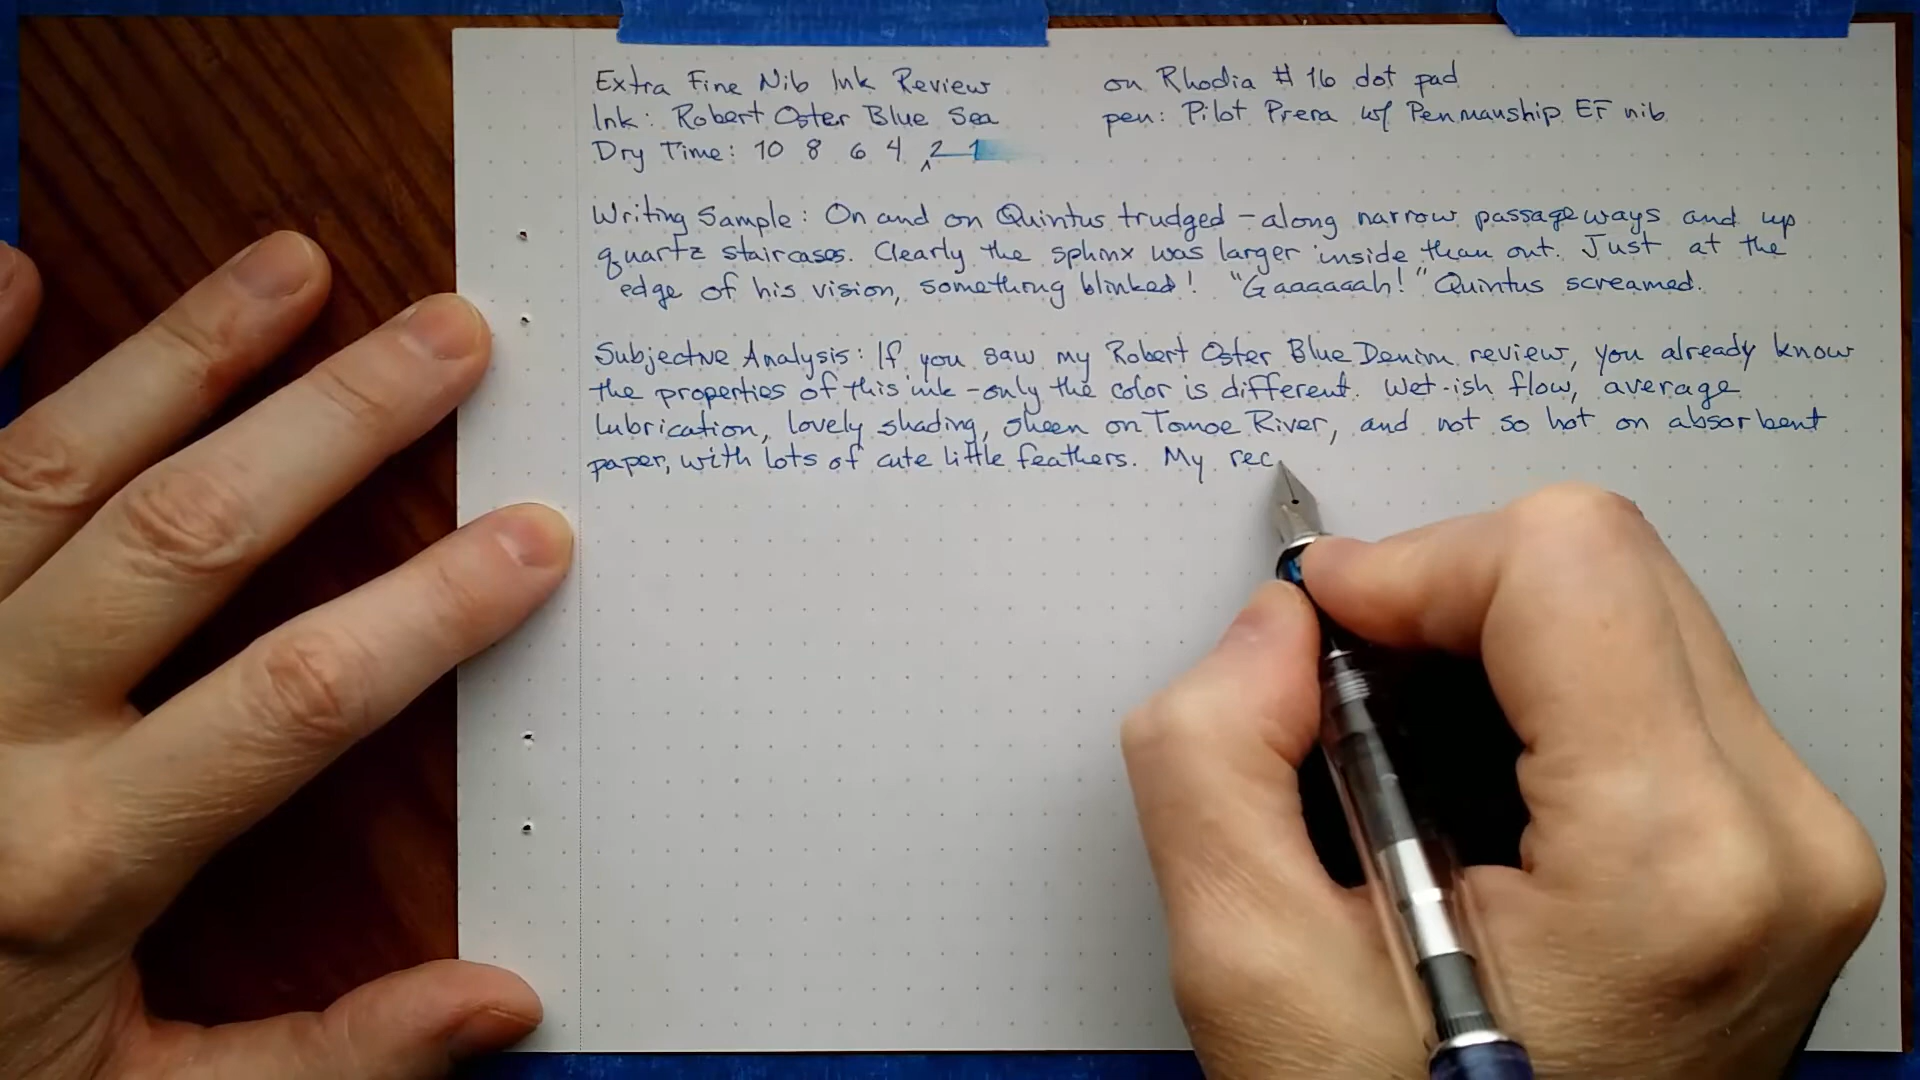 Extra Fine Nib Ink Review
on Rhodia # 16 dot pad
Ink: Robert Oster Blue Sea
pen: Pilot Prera w/ Penmanship EF nib
Dry Time: 10 8 6 4 ^ 2 1
Writing Sample: On and on Quintus trudged - along narrow passageways and up
quartz staircases. Clearly the sphinx was larger inside than out. Just at the
edge of his vision, something blinked! "Gaaaaaah!" Quintus screamed.
Subjective Analysis: If you saw my Robert Oster Blue Denim review, you already know
the properties of this ink - only the color is different. Wet-ish flow, average
lubrication, lovely shading, sheen on Tomoe River, and not so hot on absorbent
paper, with lots of cute little feathers. My rec